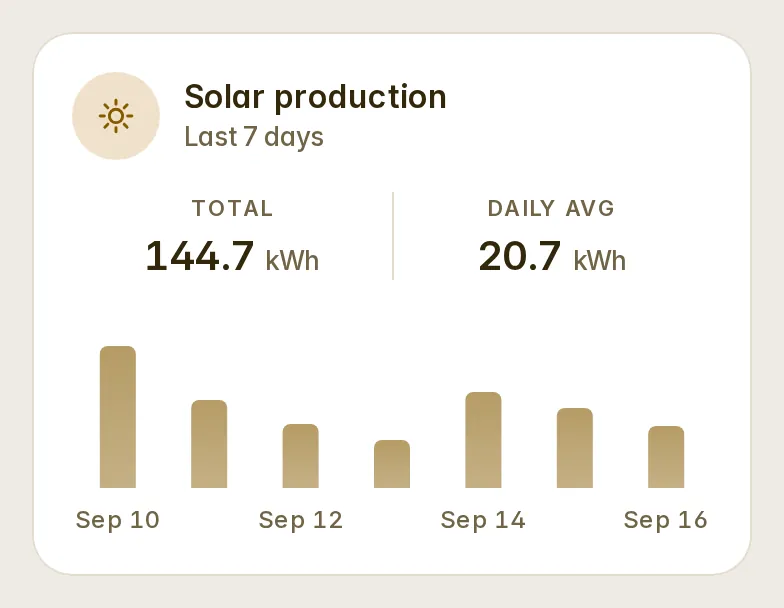 Solar production
Last 7 days
TOTAL
144.7 kWh
DAILY AVG
20.7 kWh
Sep 10
Sep 12
Sep 14
Sep 16